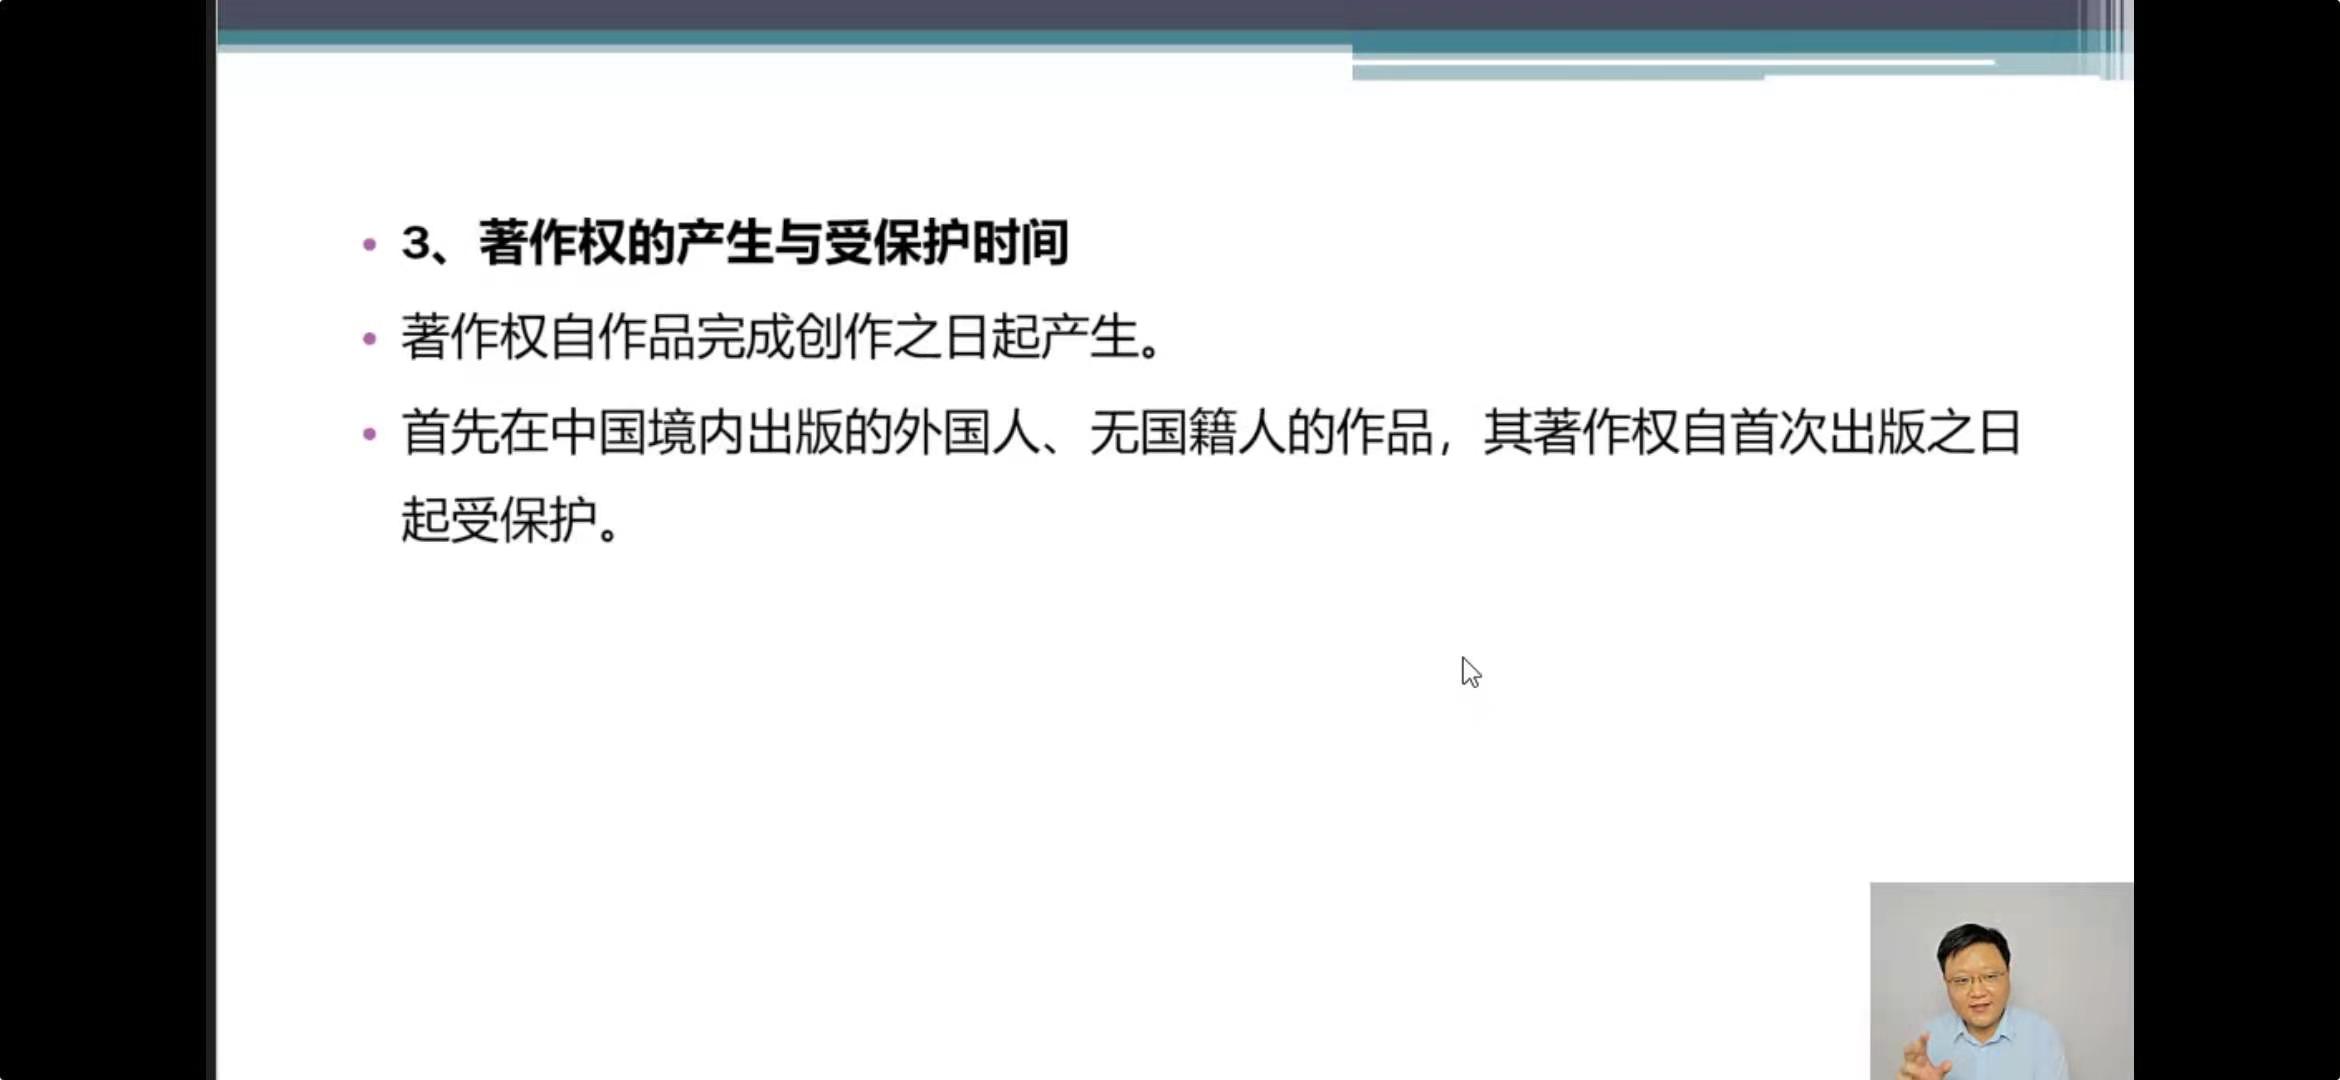 • 3、著作权的产生与受保护时间
• 著作权自作品完成创作之日起产生。
• 首先在中国境内出版的外国人、无国籍人的作品，其著作权自首次出版之日
起受保护。